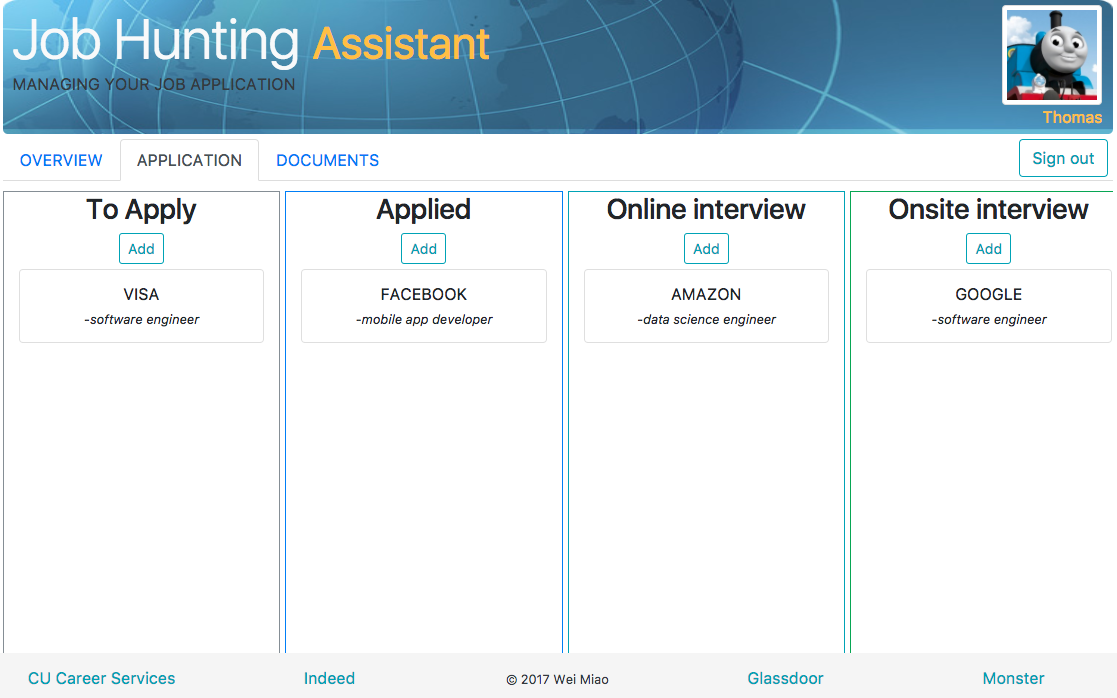 Job Hunting Assistant
MANAGING YOUR JOB APPLICATION
Thomas
OVERVIEW APPLICATION DOCUMENTS Sign out
To Apply
Add
VISA
-software engineer
Applied
Add
FACEBOOK
-mobile app developer
Online interview
Add
AMAZON
-data science engineer
Onsite interview
Add
GOOGLE
-software engineer
CU Career Services Indeed © 2017 Wei Miao Glassdoor Monster